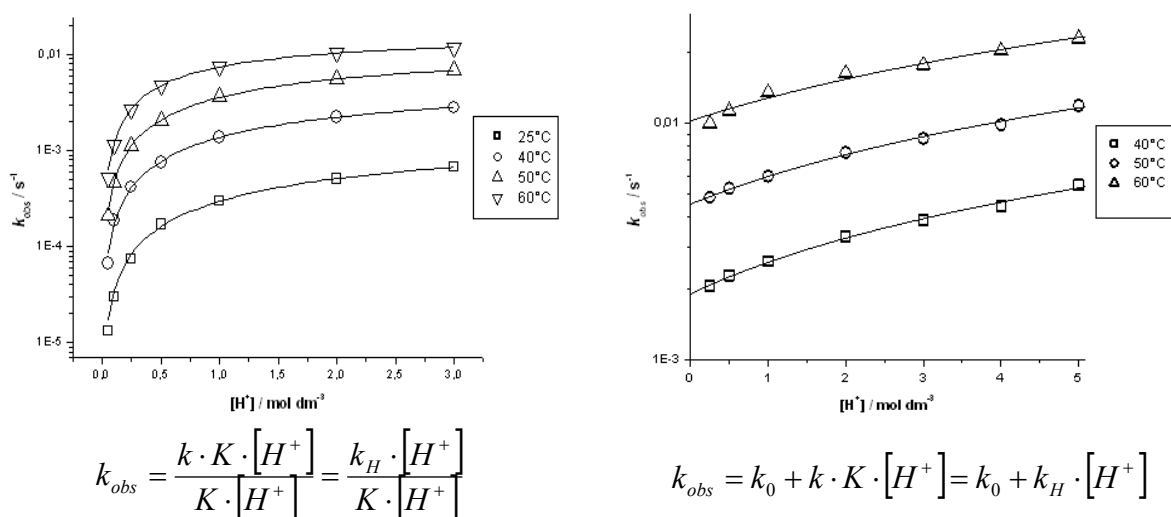 0,01
1E-3
1E-4
1E-5
k_obs / s⁻¹
0,0 0,5 1,0 1,5 2,0 2,5 3,0
[H⁺] / mol dm⁻³
25°C
40°C
50°C
60°C
0,01
1E-3
k_obs / s⁻¹
0 1 2 3 4 5
[H⁺] / mol dm⁻³
40°C
50°C
60°C
k_obs = k · K · [H⁺] / K · [H⁺] = k_H · [H⁺] / K · [H⁺]
k_obs = k_0 + k · K · [H⁺] = k_0 + k_H · [H⁺]